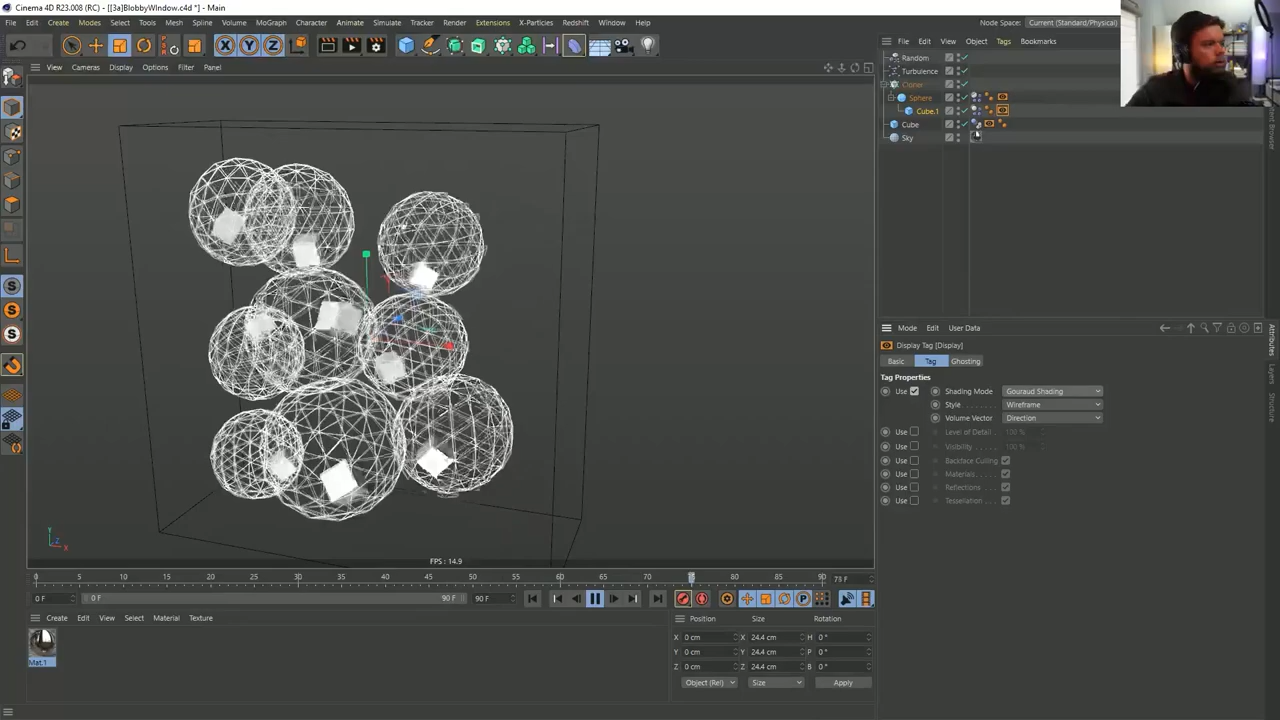 Cinema 4D R23.008 (RC) - [[3a]BlobbyWindow.c4d *] - Main
File Edit Create Modes Select Tools Mesh Spline Volume MoGraph Character Animate Simulate Tracker Render Extensions X-Particles Redshift Window Help
Node Space: Current (Standard/Physical)
View Cameras Display Options Filter Panel
File Edit View Object Tags Bookmarks
Random
Turbulence
Cloner
Sphere
Cube.1
Cube
Sky
FPS : 14.9
Mode Edit User Data
Display Tag [Display]
Basic Tag Ghosting
Tag Properties
Use Shading Mode Gouraud Shading
Style Wireframe
Volume Vector Direction
Use Level of Detail 100 %
Use Visibility 100 %
Use Backface Culling
Use Materials
Use Reflections
Use Tessellation
Attributes
Layers
Structure
0 5 10 15 20 25 30 35 40 45 50 55 60 65 70 75 80 85 90
0 F 0 F 90 F 90 F
Create Edit View Select Material Texture
Mat.1
Position Size Rotation
X 0 cm X 24.4 cm H 0 °
Y 0 cm Y 24.4 cm P 0 °
Z 0 cm Z 24.4 cm B 0 °
Object (Rel) Size Apply